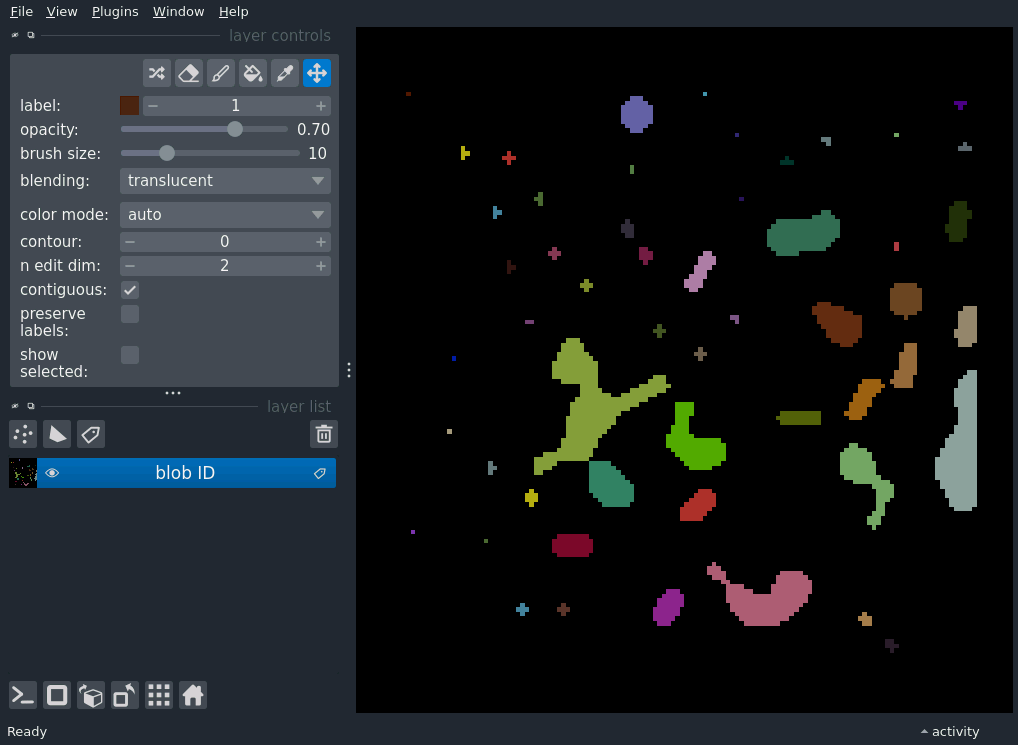 File View Plugins Window Help
layer controls
label: 1
opacity: 0.70
brush size: 10
blending: translucent
color mode: auto
contour: 0
n edit dim: 2
contiguous:
preserve
labels:
show
selected:
layer list
blob ID
Ready
activity